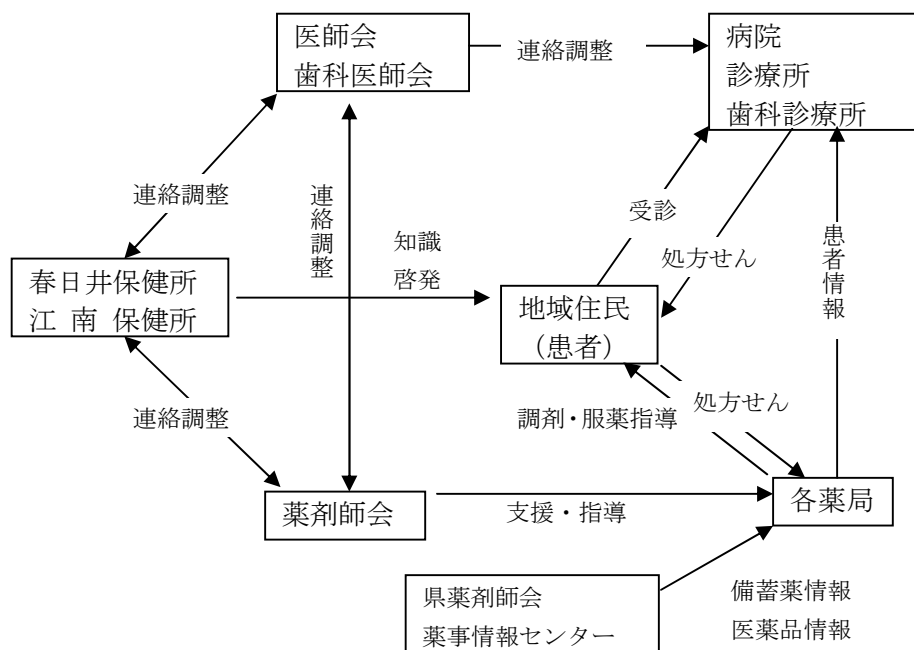 医師会
歯科医師会
連絡調整
病院
診療所
歯科診療所
連絡調整
連絡調整
知識
啓発
受診
処方せん
患者情報
春日井保健所
江 南 保健所
地域住民
（患者）
連絡調整
調剤・服薬指導
処方せん
薬剤師会
支援・指導
各薬局
県薬剤師会
薬事情報センター
備蓄薬情報
医薬品情報